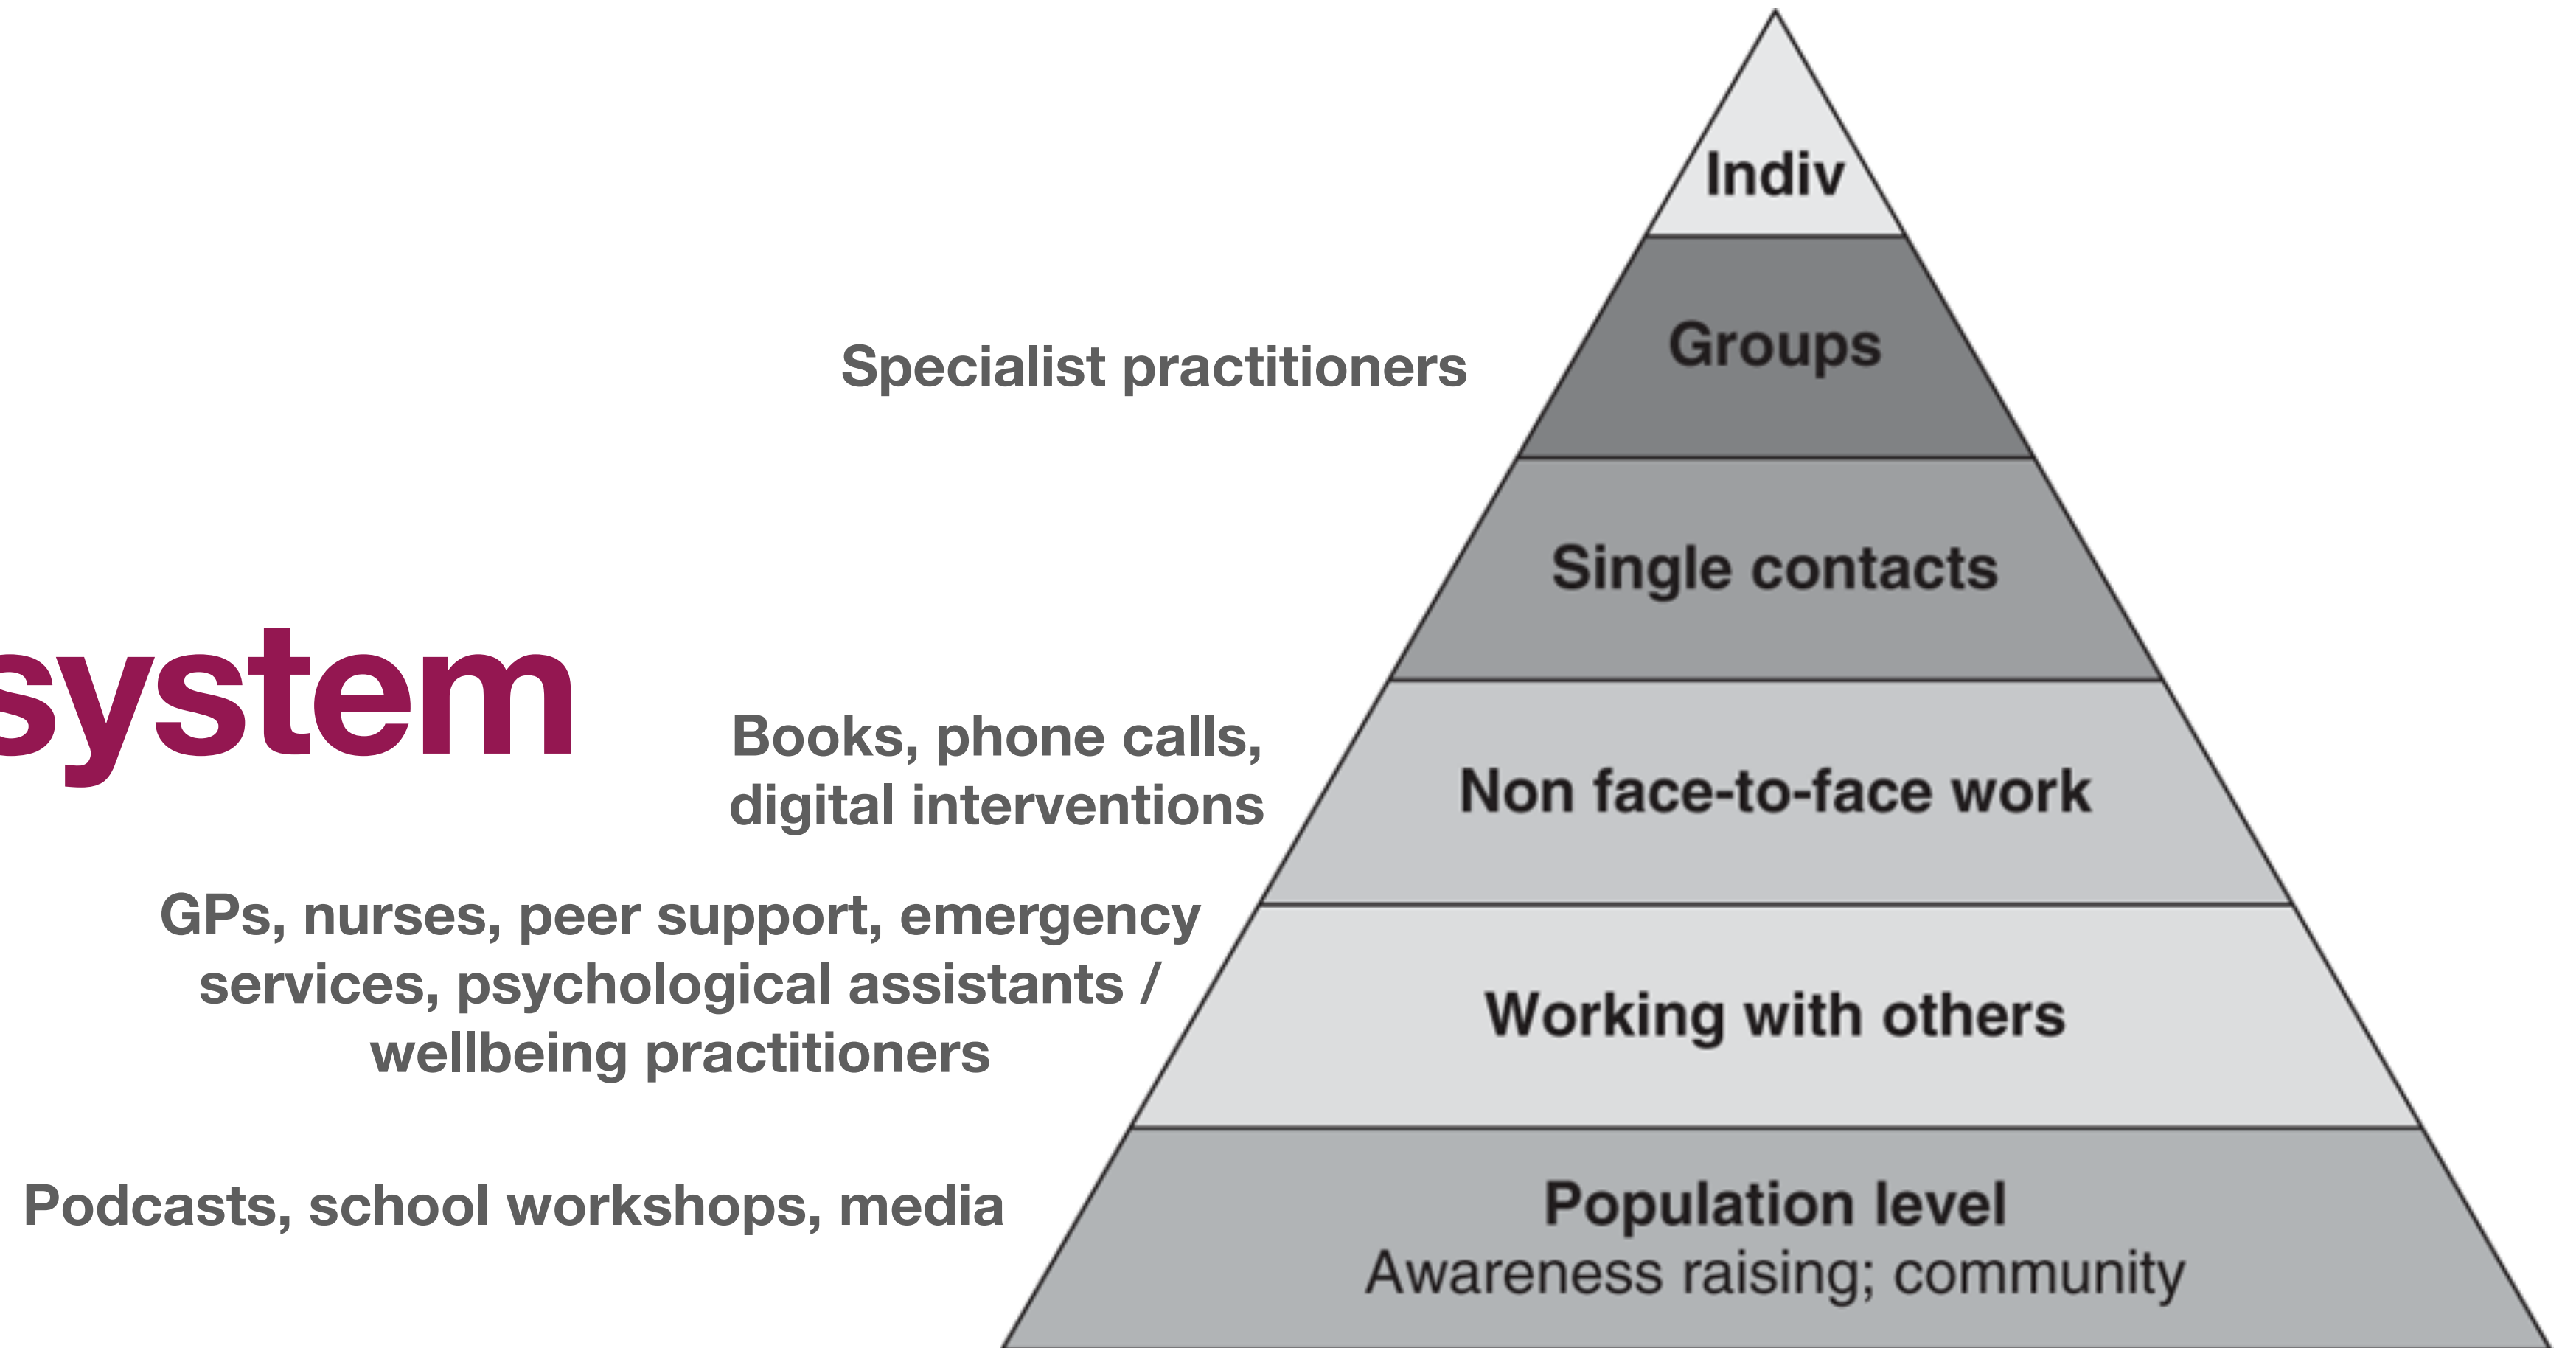 Indiv
Groups
Specialist practitioners
Single contacts
system
Books, phone calls,
digital interventions
Non face-to-face work
GPs, nurses, peer support, emergency
services, psychological assistants /
wellbeing practitioners
Working with others
Podcasts, school workshops, media
Population level
Awareness raising; community